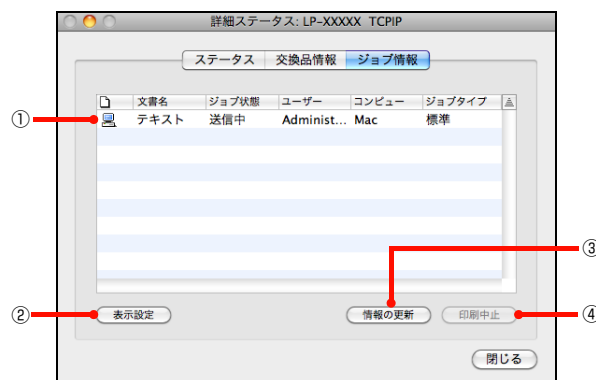 詳細ステータス: LP-XXXXX TCPIP
ステータス 交換品情報 ジョブ情報
文書名 ジョブ状態 ユーザー コンピュー ジョブタイプ
① テキスト 送信中 Administ... Mac 標準
③
② 表示設定 情報の更新 印刷中止 ④
閉じる